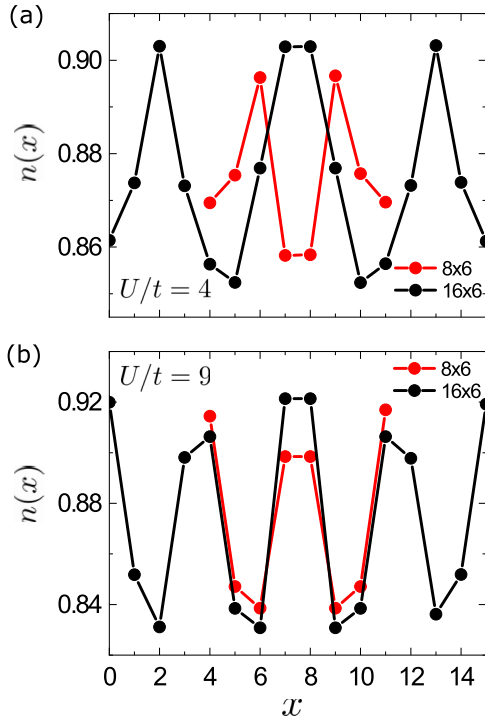 (a)
0.90
0.88
0.86
n(x)
U/t = 4
8x6
16x6
(b)
U/t = 9
8x6
16x6
0.92
0.88
0.84
n(x)
0 2 4 6 8 10 12 14
x